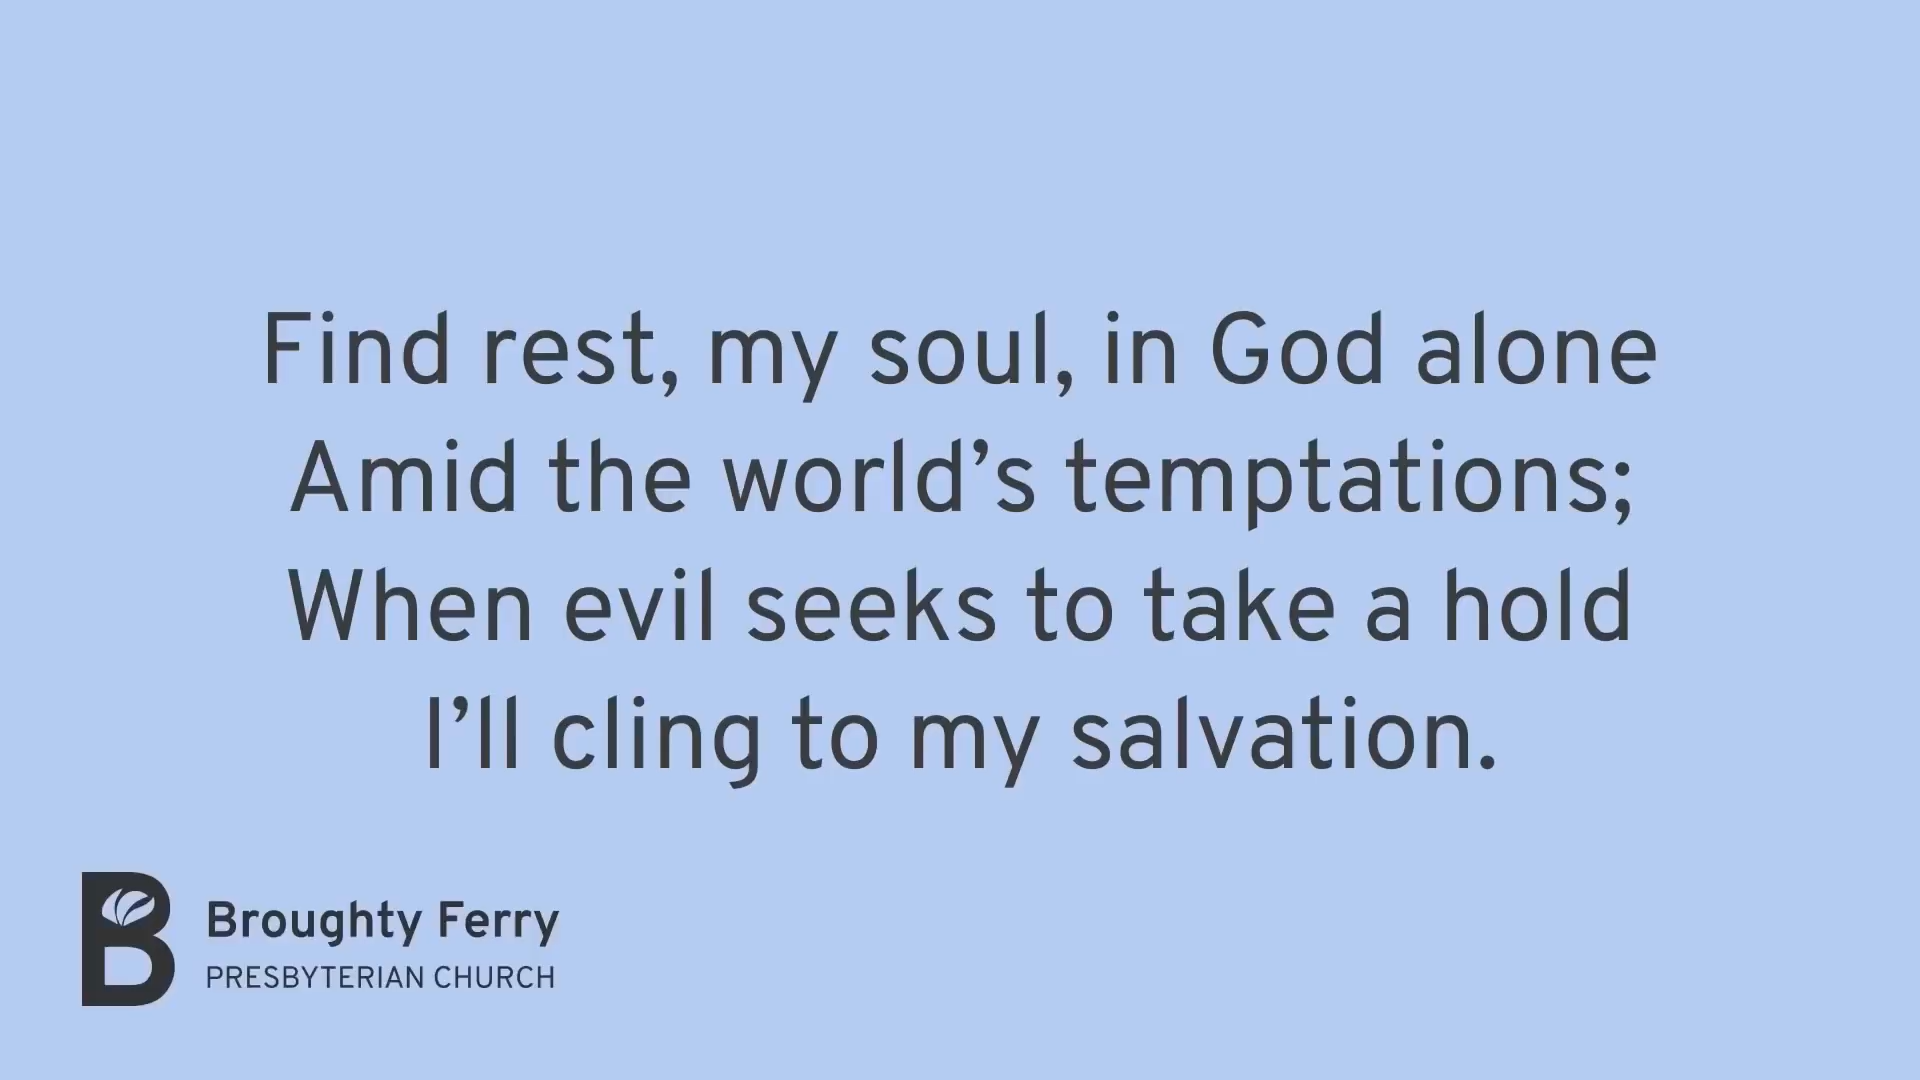 Find rest, my soul, in God alone
Amid the world’s temptations;
When evil seeks to take a hold
I’ll cling to my salvation.
Broughty Ferry
PRESBYTERIAN CHURCH